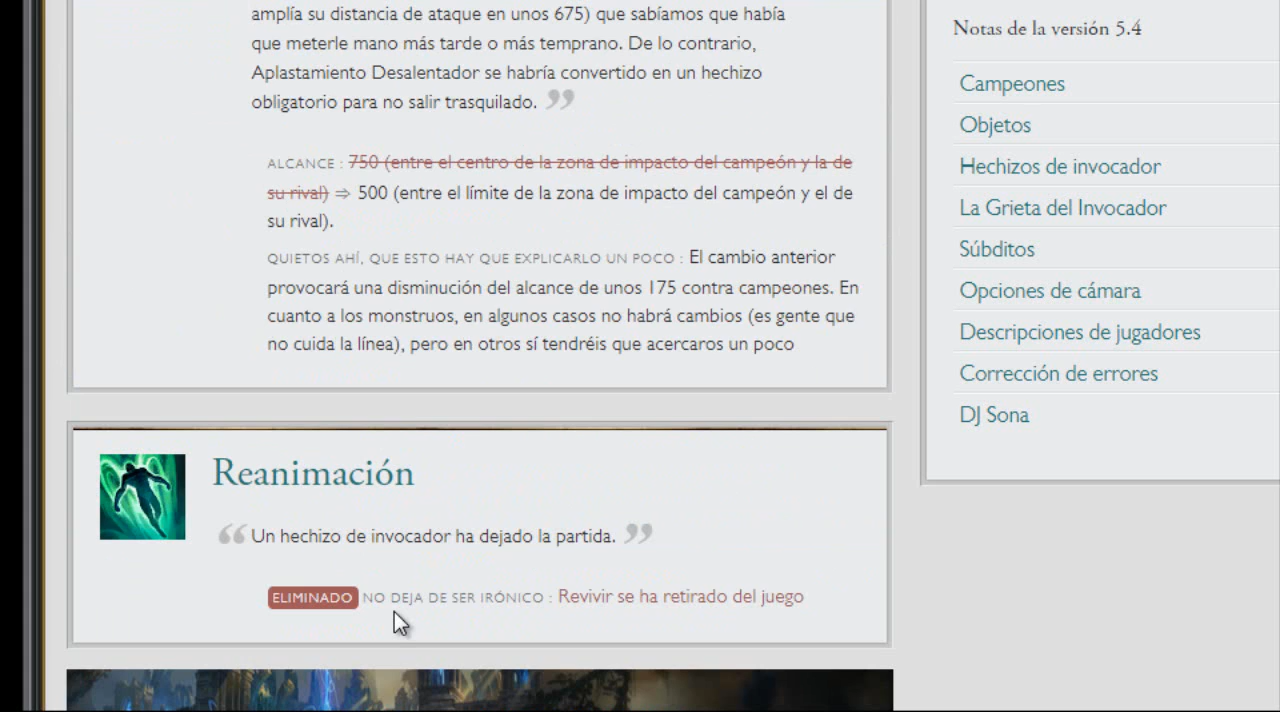 amplía su distancia de ataque en unos 675) que sabíamos que había
que meterle mano más tarde o más temprano. De lo contrario,
Aplastamiento Desalentador se habría convertido en un hechizo
obligatorio para no salir trasquilado. ”
ALCANCE : 750 (entre el centro de la zona de impacto del campeón y la de
su rival) ⇒ 500 (entre el límite de la zona de impacto del campeón y el de
su rival).
QUIETOS AHÍ, QUE ESTO HAY QUE EXPLICARLO UN POCO : El cambio anterior
provocará una disminución del alcance de unos 175 contra campeones. En
cuanto a los monstruos, en algunos casos no habrá cambios (es gente que
no cuida la línea), pero en otros sí tendréis que acercaros un poco
Reanimación
“ Un hechizo de invocador ha dejado la partida. ”
ELIMINADO NO DEJA DE SER IRÓNICO : Revivir se ha retirado del juego
Notas de la versión 5.4
Campeones
Objetos
Hechizos de invocador
La Grieta del Invocador
Súbditos
Opciones de cámara
Descripciones de jugadores
Corrección de errores
DJ Sona